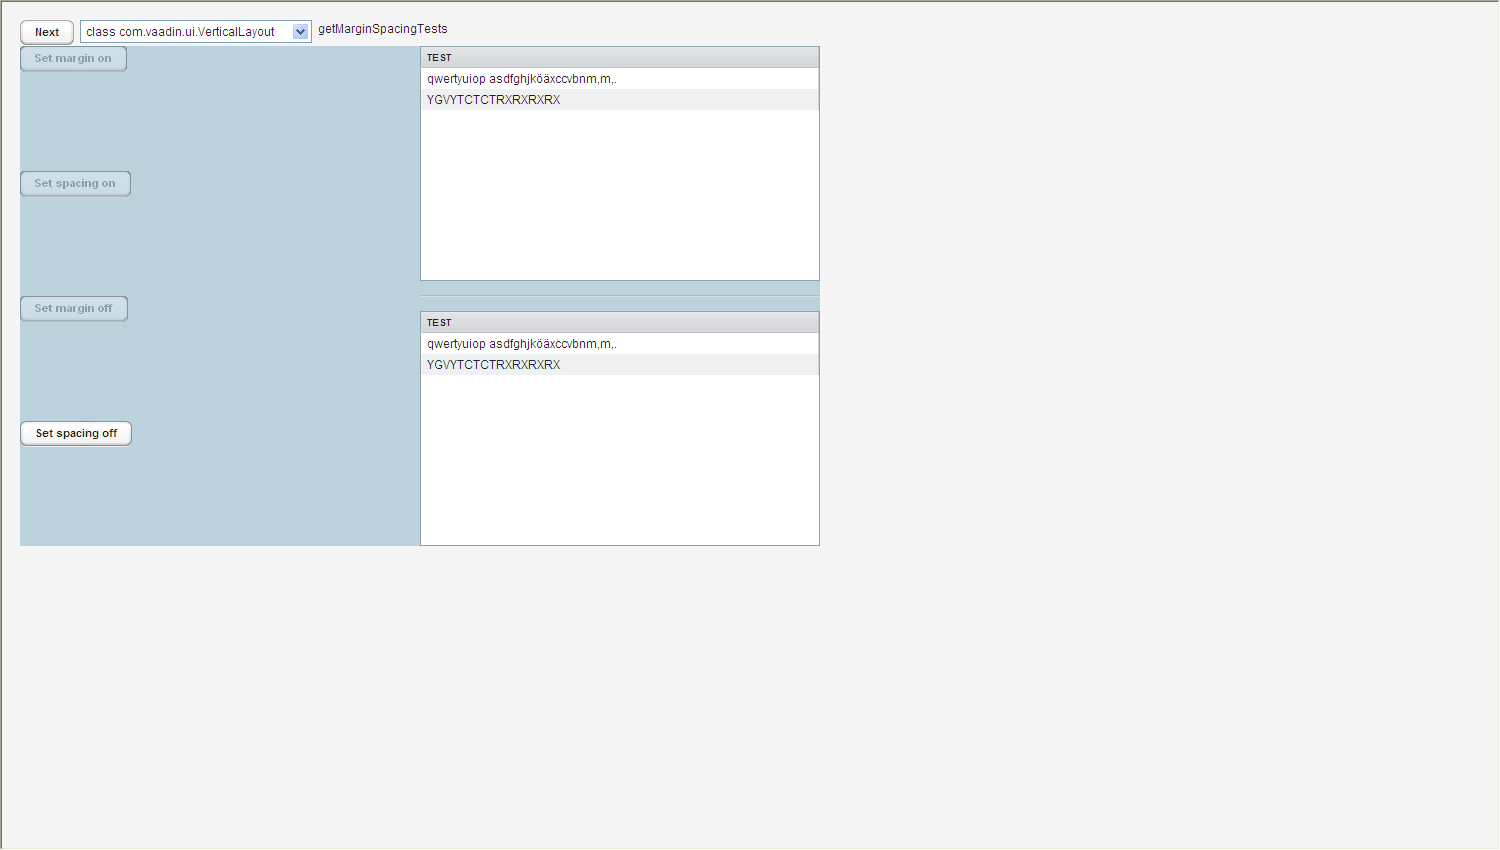 Next class com.vaadin.ui.VerticalLayout getMarginSpacingTests
Set margin on
Set spacing on
Set margin off
Set spacing off
TEST
qwertyuiop asdfghjköäxccvbnm,m,.
YGVYTCTCTRXRXRXRX
TEST
qwertyuiop asdfghjköäxccvbnm,m,.
YGVYTCTCTRXRXRXRX